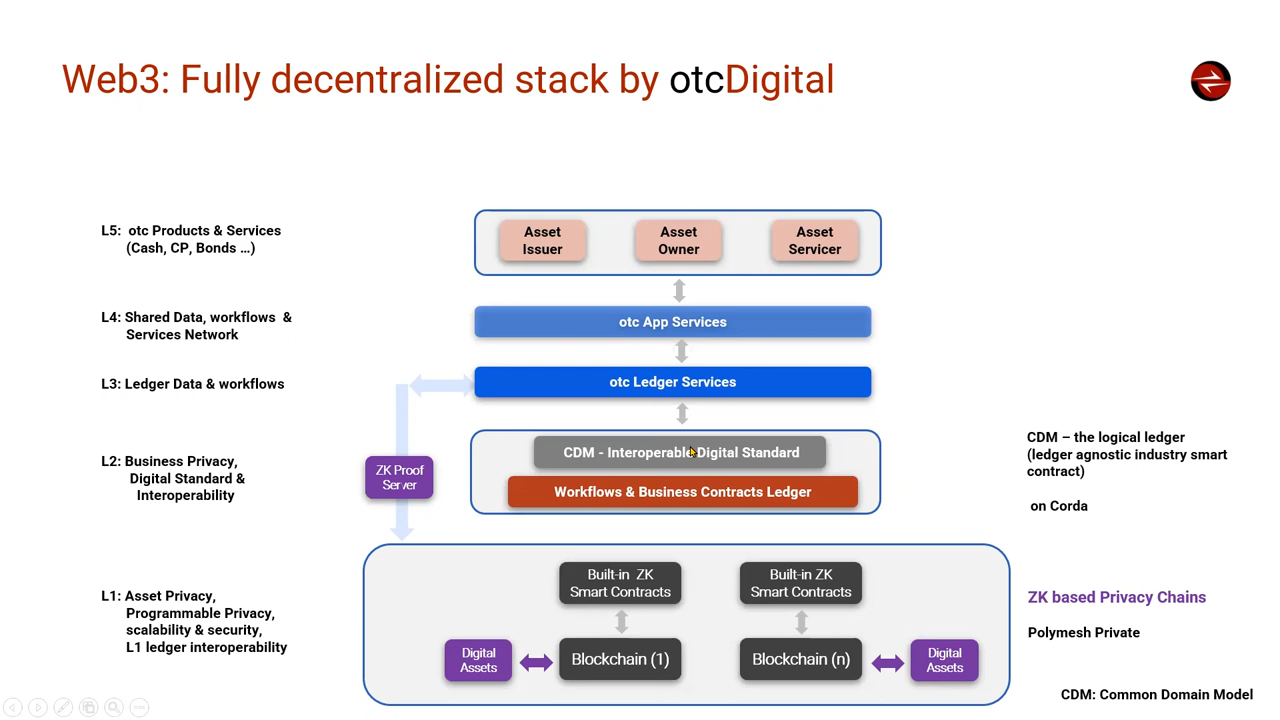 Web3: Fully decentralized stack by otcDigital
L5: otc Products & Services
(Cash, CP, Bonds ...)
Asset
Issuer
Asset
Owner
Asset
Servicer
L4: Shared Data, workflows &
Services Network
otc App Services
L3: Ledger Data & workflows
otc Ledger Services
L2: Business Privacy,
Digital Standard &
Interoperability
ZK Proof
Server
CDM - Interoperable Digital Standard
Workflows & Business Contracts Ledger
CDM – the logical ledger
(ledger agnostic industry smart
contract)
on Corda
L1: Asset Privacy,
Programmable Privacy,
scalability & security,
L1 ledger interoperability
Built-in ZK
Smart Contracts
Built-in ZK
Smart Contracts
Digital
Assets
Blockchain (1)
Blockchain (n)
Digital
Assets
ZK based Privacy Chains
Polymesh Private
CDM: Common Domain Model